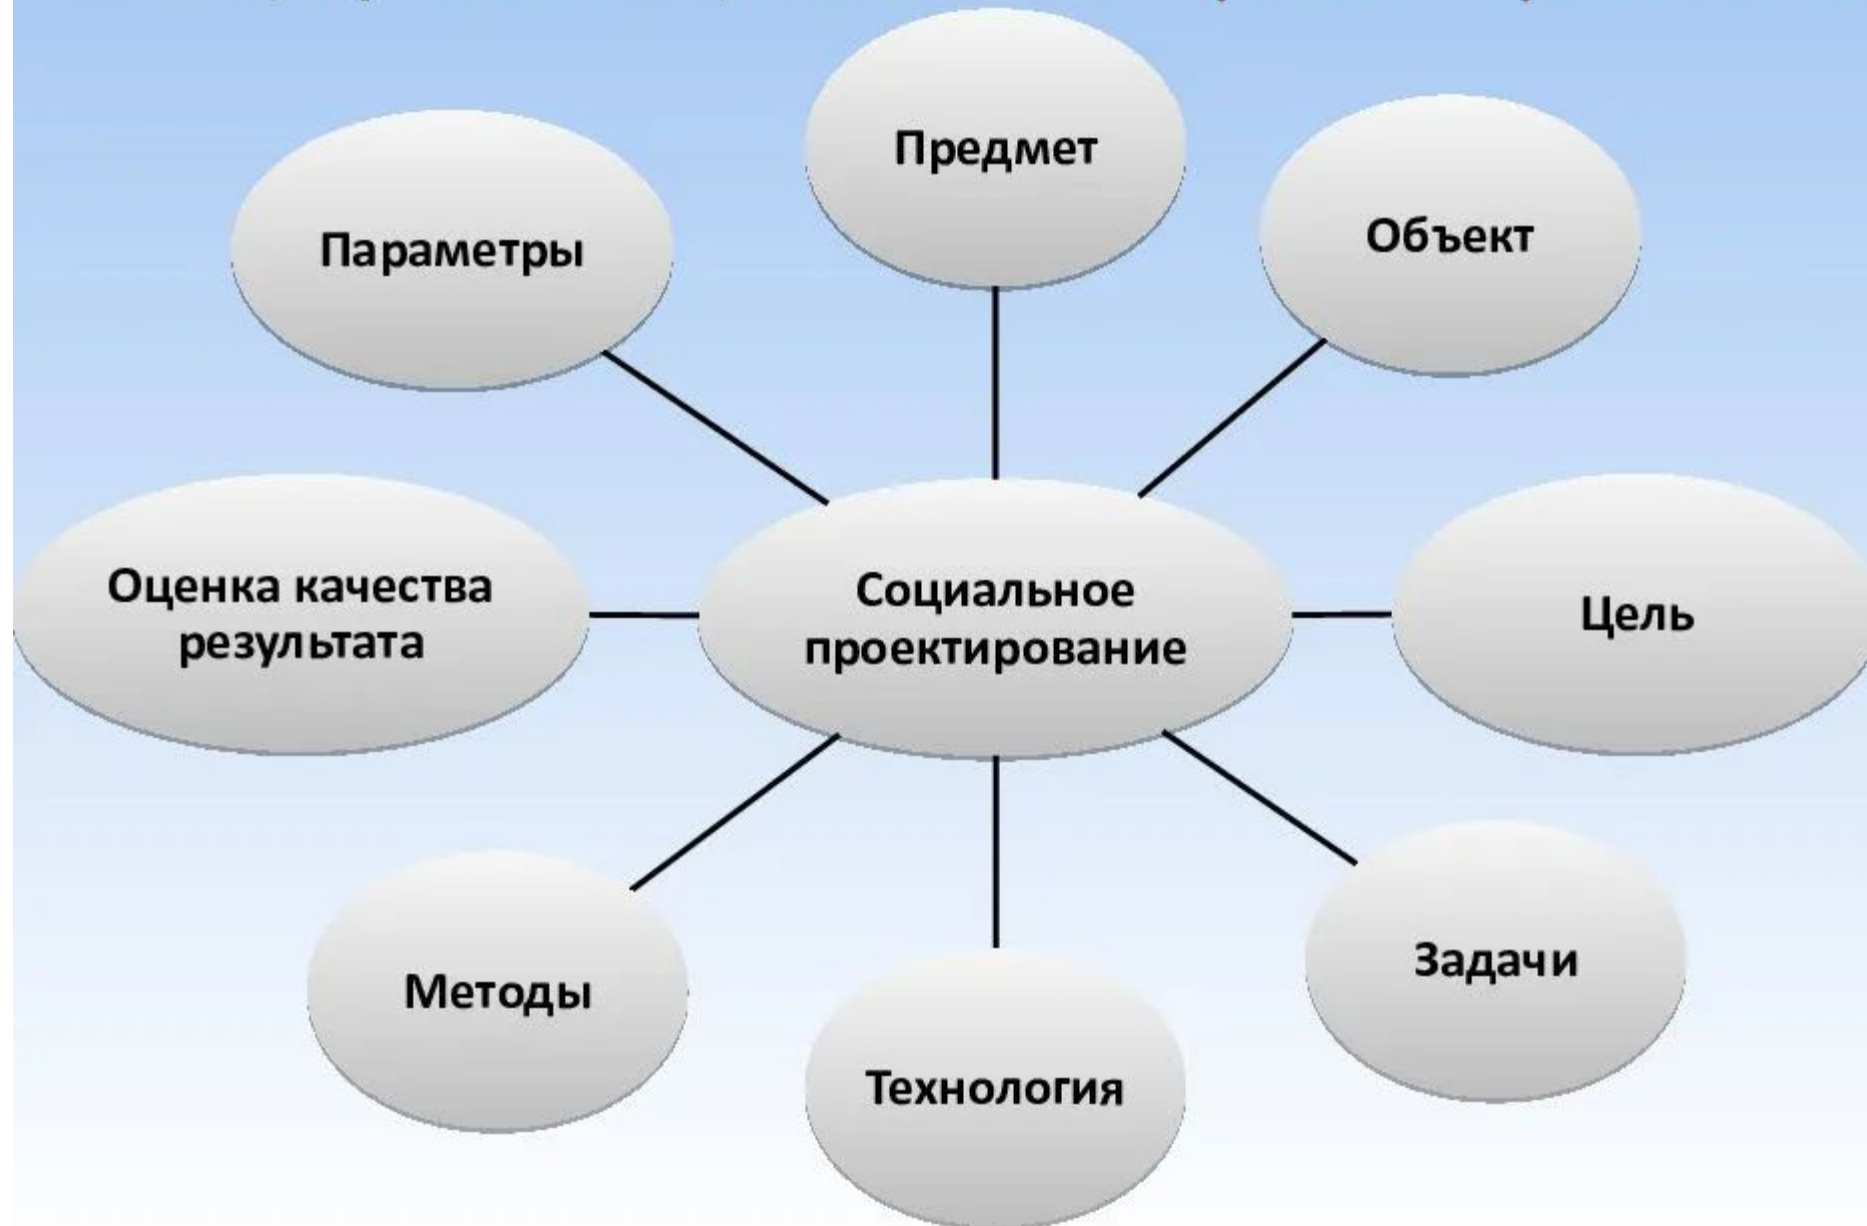 Предмет
Объект
Параметры
Оценка качества
результата
Социальное
проектирование
Цель
Задачи
Методы
Технология